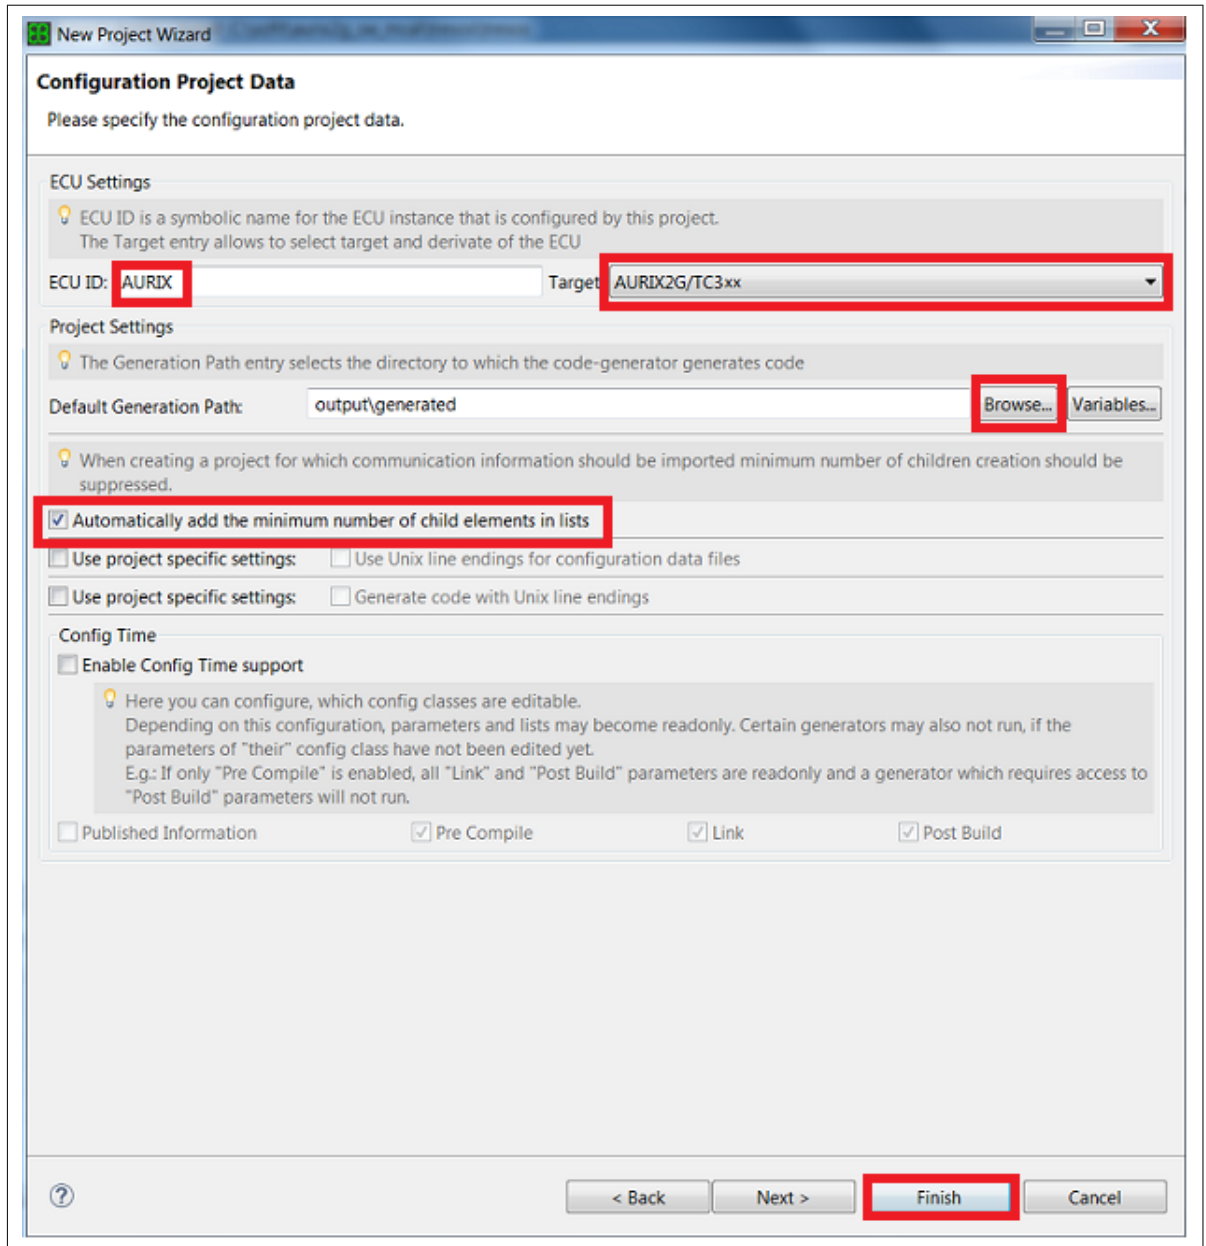 New Project Wizard
Configuration Project Data
Please specify the configuration project data.
ECU Settings
ECU ID is a symbolic name for the ECU instance that is configured by this project.
The Target entry allows to select target and derivate of the ECU
ECU ID: AURIX Target AURIX2G/TC3xx
Project Settings
The Generation Path entry selects the directory to which the code-generator generates code
Default Generation Path: output\generated Browse... Variables...
When creating a project for which communication information should be imported minimum number of children creation should be
suppressed.
Automatically add the minimum number of child elements in lists
Use project specific settings: Use Unix line endings for configuration data files
Use project specific settings: Generate code with Unix line endings
Config Time
Enable Config Time support
Here you can configure, which config classes are editable.
Depending on this configuration, parameters and lists may become readonly. Certain generators may also not run, if the
parameters of "their" config class have not been edited yet.
E.g.: If only "Pre Compile" is enabled, all "Link" and "Post Build" parameters are readonly and a generator which requires access to
"Post Build" parameters will not run.
Published Information Pre Compile Link Post Build
? < Back Next > Finish Cancel